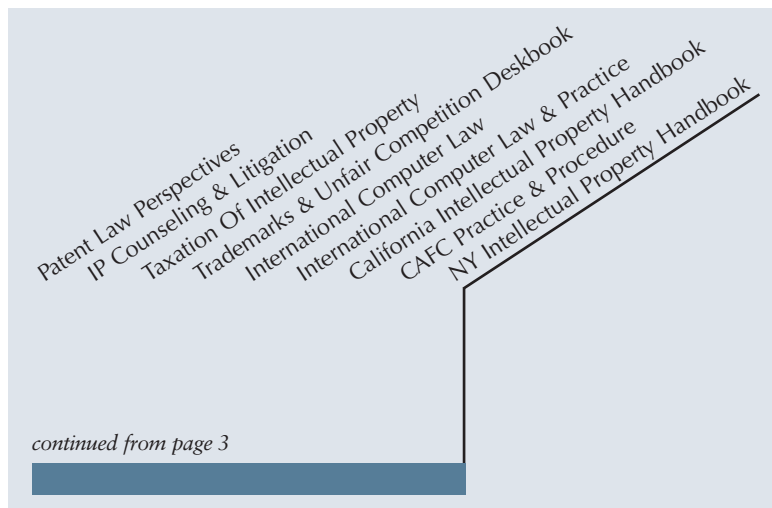 Patent Law Perspectives
IP Counseling & Litigation
Taxation Of Intellectual Property
Trademarks & Unfair Competition Deskbook
International Computer Law
International Computer Law & Practice
California Intellectual Property Handbook
CAFC Practice & Procedure
NY Intellectual Property Handbook
continued from page 3